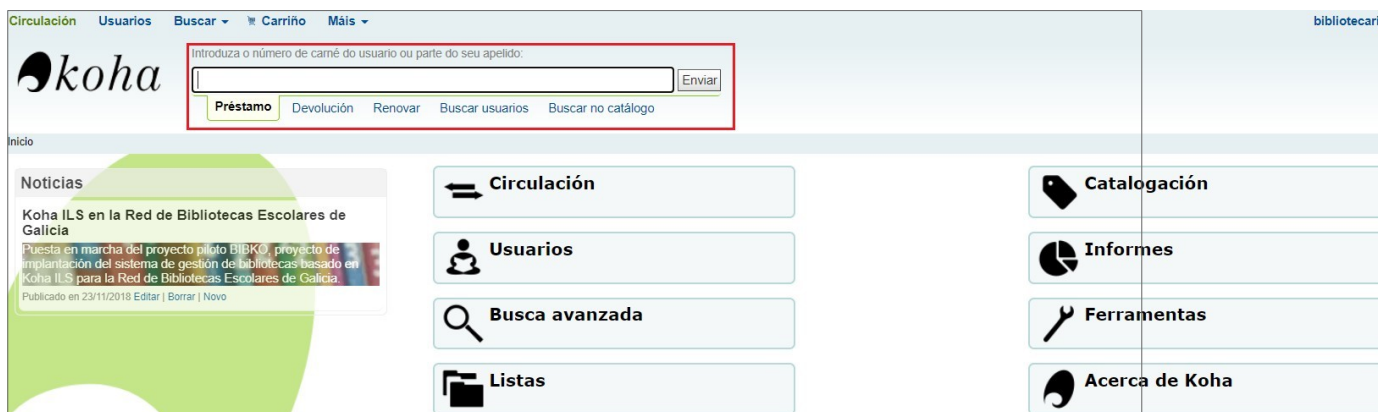 Circulación Usuarios Buscar Carriño Máis
koha
Introduza o número de carné do usuario ou parte do seu apelido:
Enviar
Préstamo Devolución Renovar Buscar usuarios Buscar no catálogo
Inicio
Noticias
Koha ILS en la Red de Bibliotecas Escolares de
Galicia
Puesta en marcha del proyecto piloto BIBKO, proyecto de
implantación del sistema de gestión de bibliotecas basado en
Koha ILS para la Red de Bibliotecas Escolares de Galicia.
Publicado en 23/11/2018 Editar | Borrar | Novo
Circulación
Usuarios
Busca avanzada
Listas
Catalogación
Informes
Ferramentas
Acerca de Koha